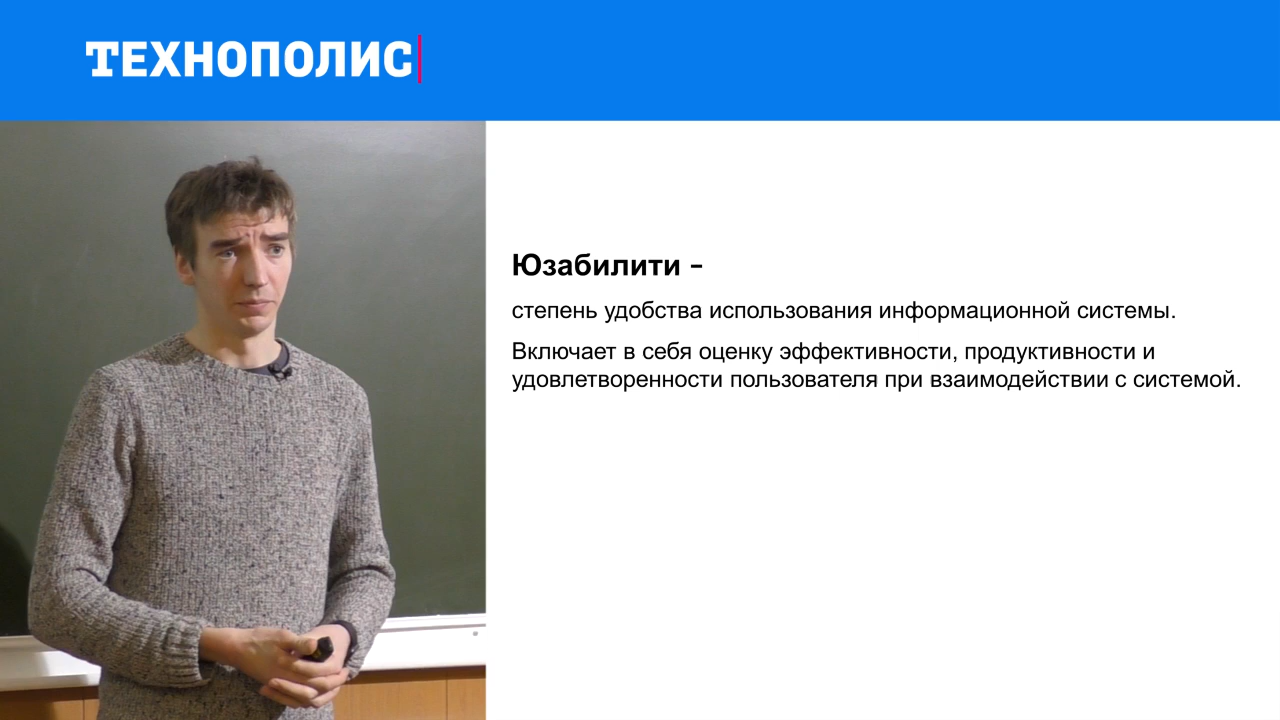 ТЕХНОПОЛИС
Юзабилити –
степень удобства использования информационной системы.
Включает в себя оценку эффективности, продуктивности и
удовлетворенности пользователя при взаимодействии с системой.